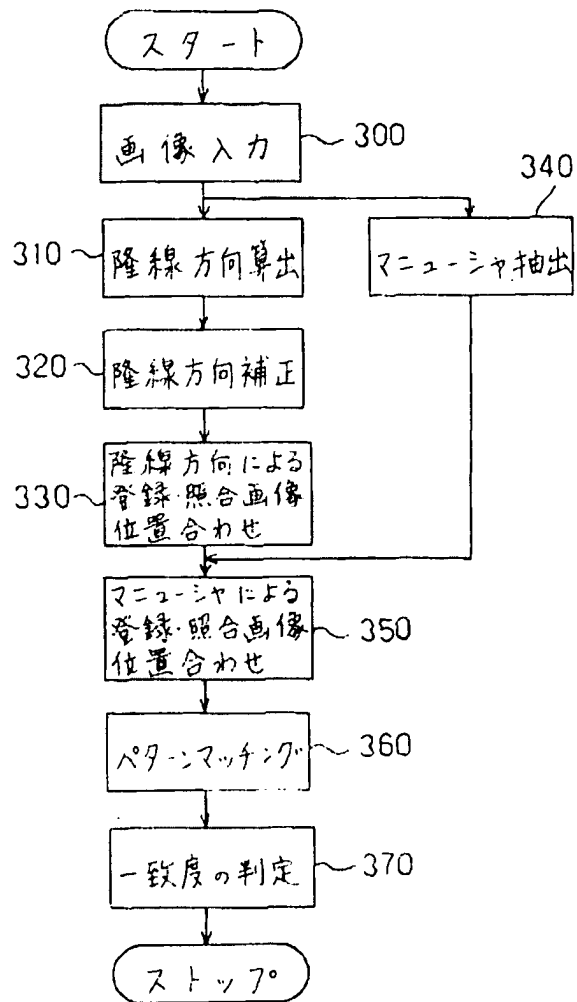 スタート
画像入力
300
340
310
隆線方向算出
マニューシャ抽出
320
隆線方向補正
隆線方向による
330
登録・照合画像
位置合わせ
マニューシャによる
登録・照合画像
350
位置合わせ
パターンマッチング
360
一致度の判定
370
ストップ